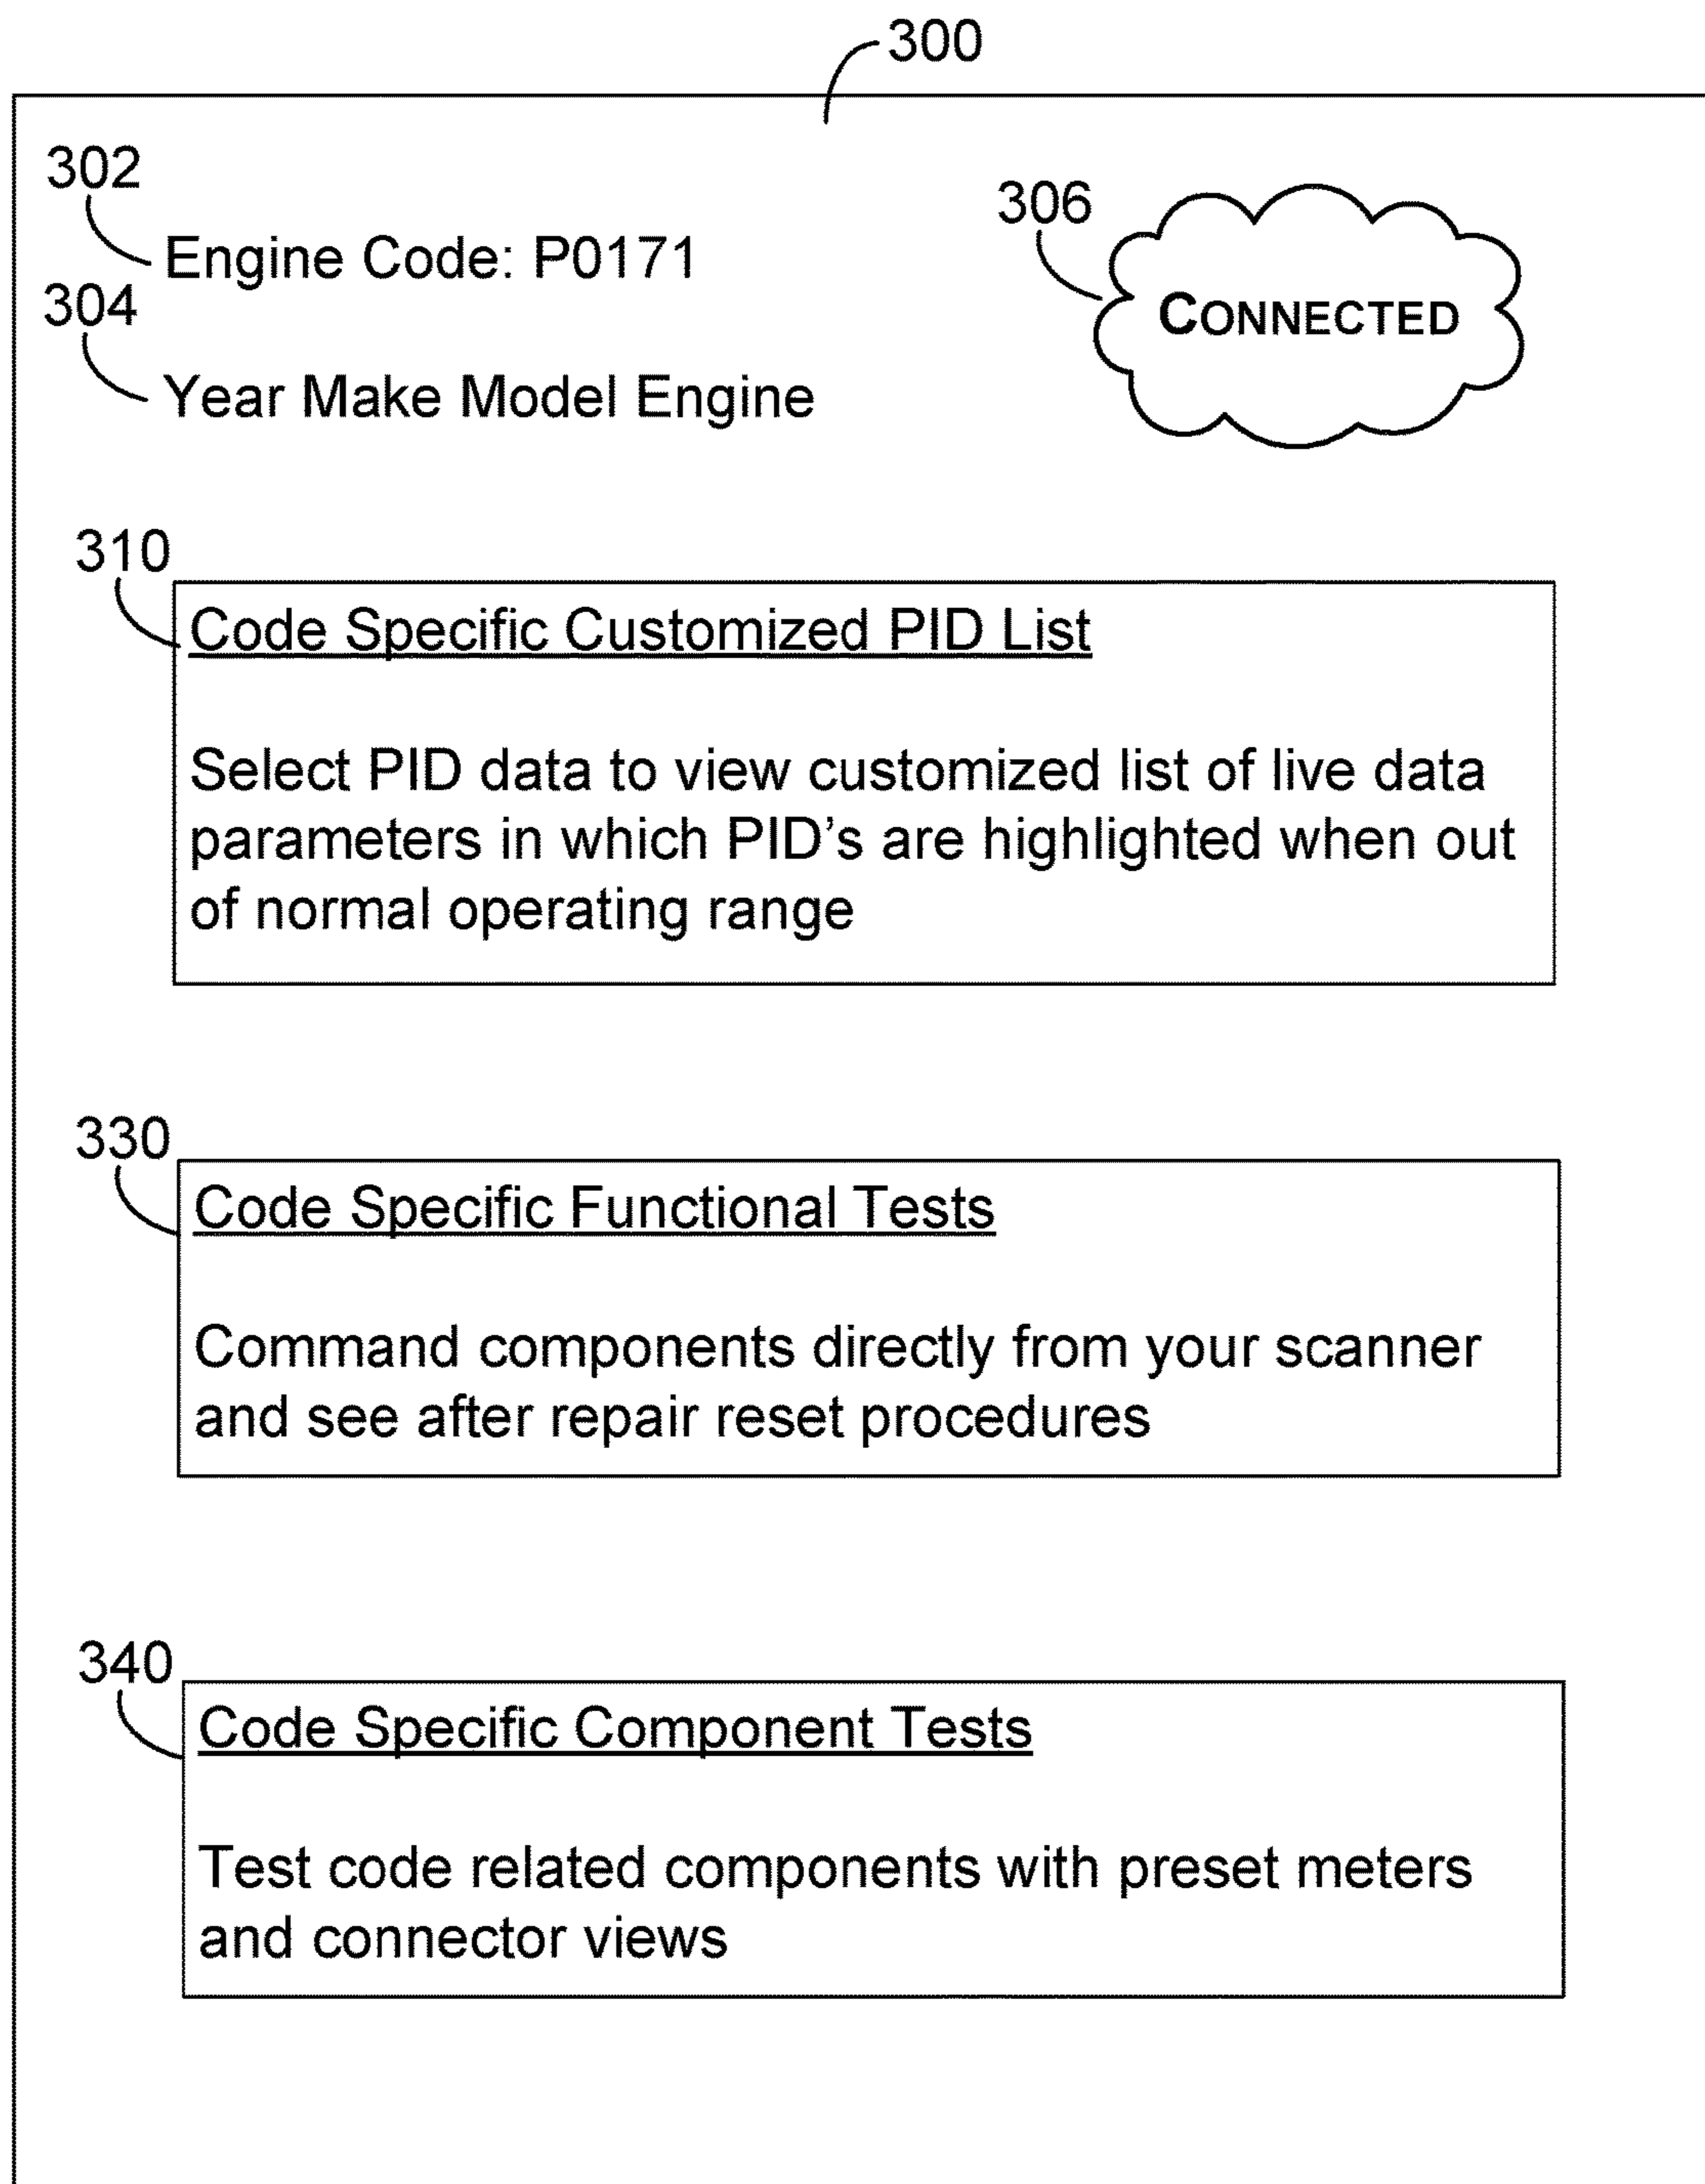 300
302
306
Engine Code: P0171
304
CONNECTED
Year Make Model Engine
310
Code Specific Customized PID List
Select PID data to view customized list of live data
parameters in which PID's are highlighted when out
of normal operating range
330
Code Specific Functional Tests
Command components directly from your scanner
and see after repair reset procedures
340
Code Specific Component Tests
Test code related components with preset meters
and connector views